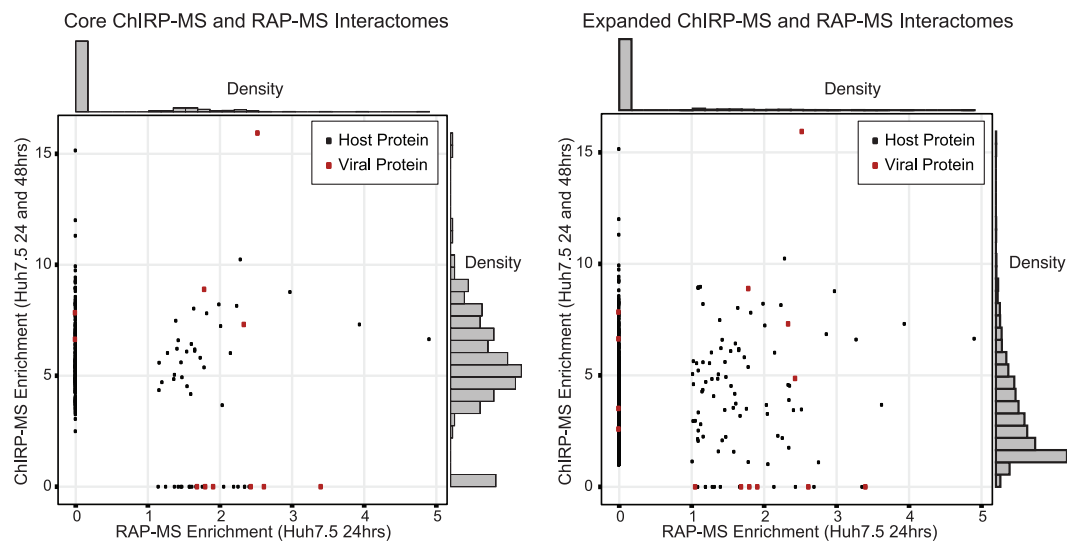 Core ChIRP-MS and RAP-MS Interactomes
Density
Host Protein
Viral Protein
15
10
5
0
Density
ChIRP-MS Enrichment (Huh7.5 24 and 48hrs)
0 1 2 3 4 5
RAP-MS Enrichment (Huh7.5 24hrs)
Expanded ChIRP-MS and RAP-MS Interactomes
Density
Host Protein
Viral Protein
15
10
5
0
Density
ChIRP-MS Enrichment (Huh7.5 24 and 48hrs)
0 1 2 3 4 5
RAP-MS Enrichment (Huh7.5 24hrs)